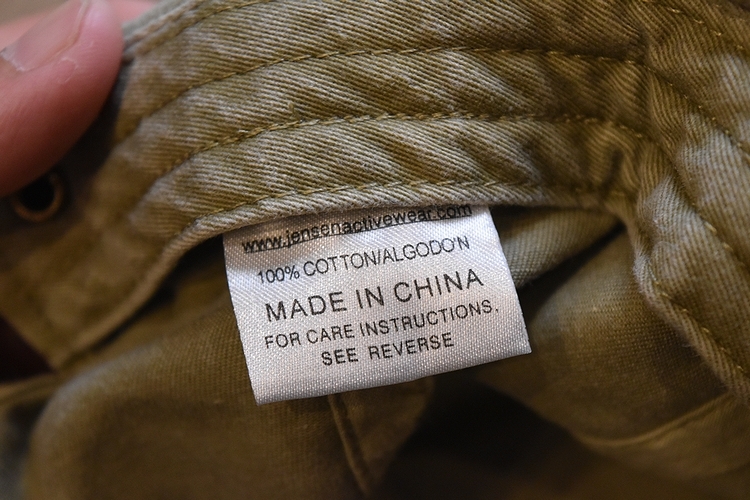 www.jensenactivewear.com
100% COTTON/ALGODO'N
MADE IN CHINA
FOR CARE INSTRUCTIONS,
SEE REVERSE